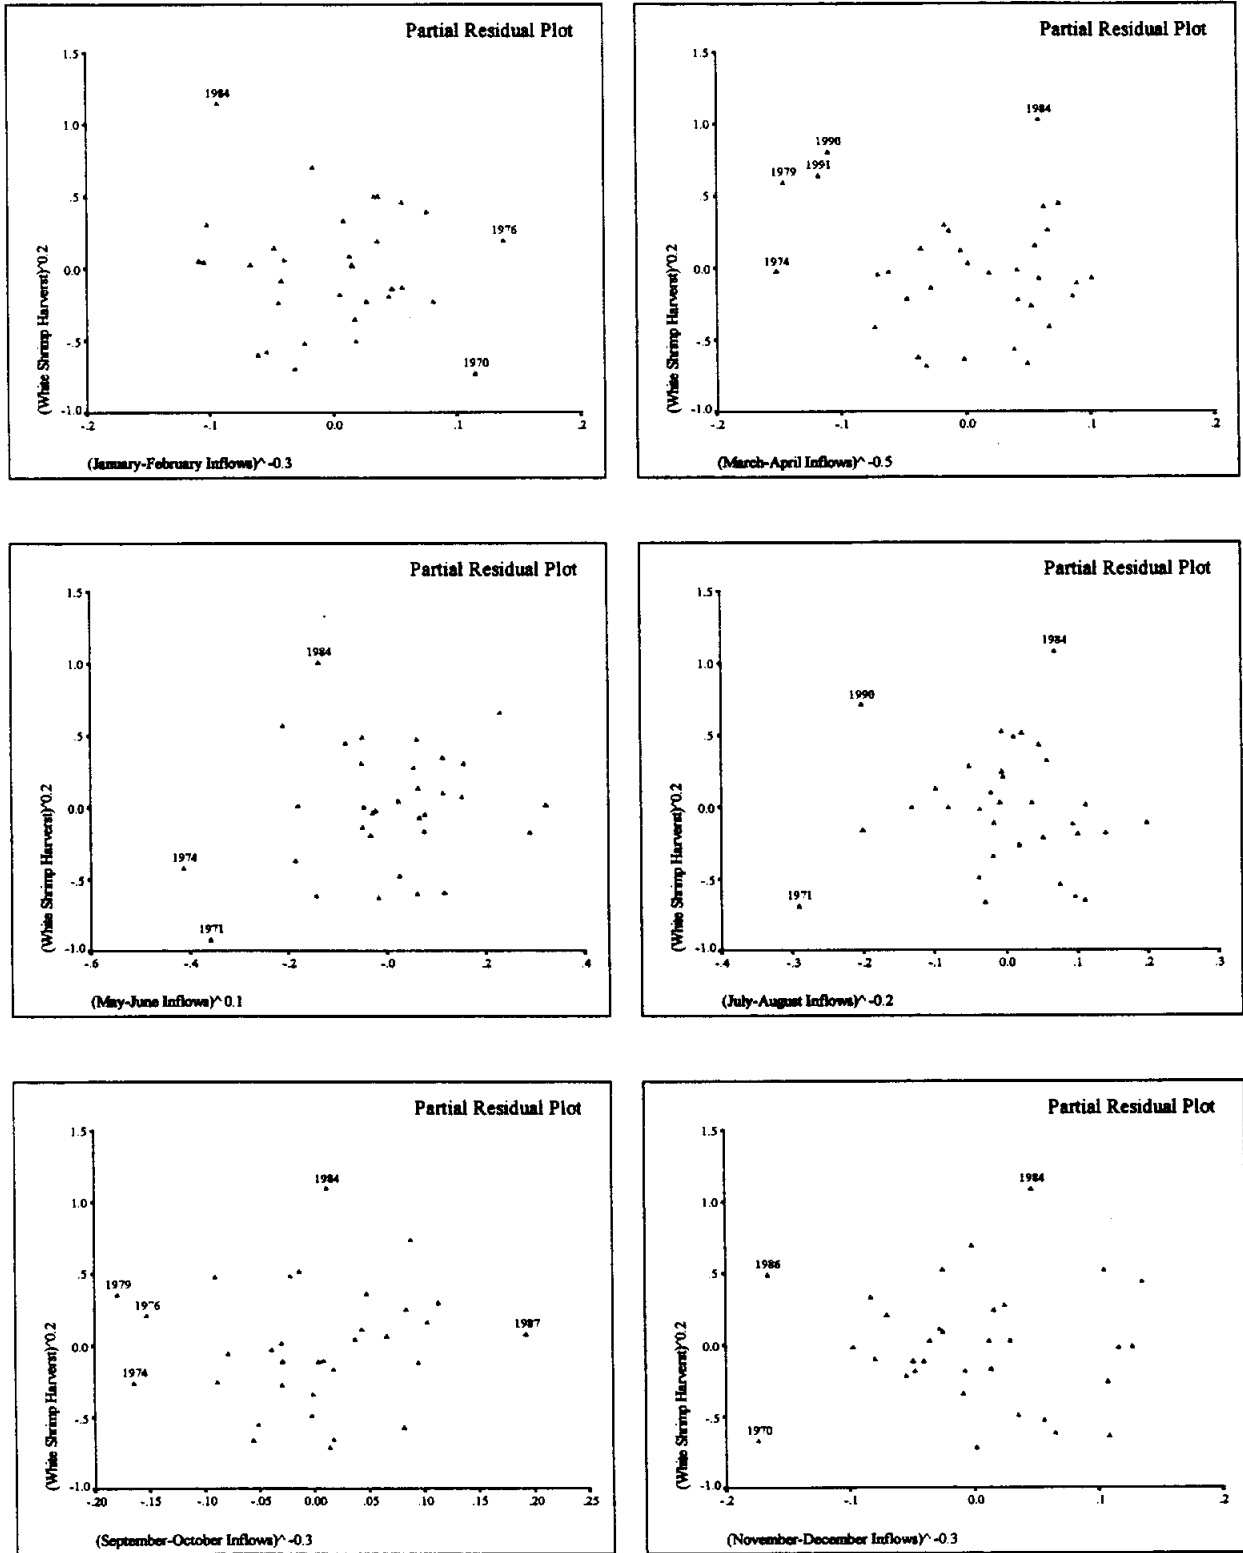 Partial Residual Plot
1.5
1984
1.0
.5
1976
0.0
-.5
1970
-1.0
-.2 -.1 0.0 .1 .2
(White Shrimp Harverst)^0.2
(January-February Inflows)^ -0.3
Partial Residual Plot
1.5
1984
1.0
1990
1991
1979
.5
1974
0.0
-.5
-1.0
-.2 -.1 0.0 .1 .2
(White Shrimp Harverst)^0.2
(March-April Inflows)^ -0.5
Partial Residual Plot
1.5
1984
1.0
.5
0.0
1974
-.5
1971
-1.0
-.6 -.4 -.2 -.0 .2 .4
(White Shrimp Harverst)^0.2
(May-June Inflows)^ 0.1
Partial Residual Plot
1.5
1984
1.0
1990
.5
0.0
-.5
1971
-1.0
-.4 -.3 -.2 -.1 0.0 .1 .2 .3
(White Shrimp Harverst)^0.2
(July-August Inflows)^ -0.2
Partial Residual Plot
1.5
1984
1.0
.5
1979
1976
1987
0.0
1974
-.5
-1.0
-.20 -.15 -.10 -.05 0.00 .05 .10 .15 .20 .25
(White Shrimp Harverst)^0.2
(September-October Inflows)^ -0.3
Partial Residual Plot
1.5
1984
1.0
1986
.5
0.0
-.5
1970
-1.0
-.2 -.1 0.0 .1 .2
(White Shrimp Harverst)^0.2
(November-December Inflows)^ -0.3